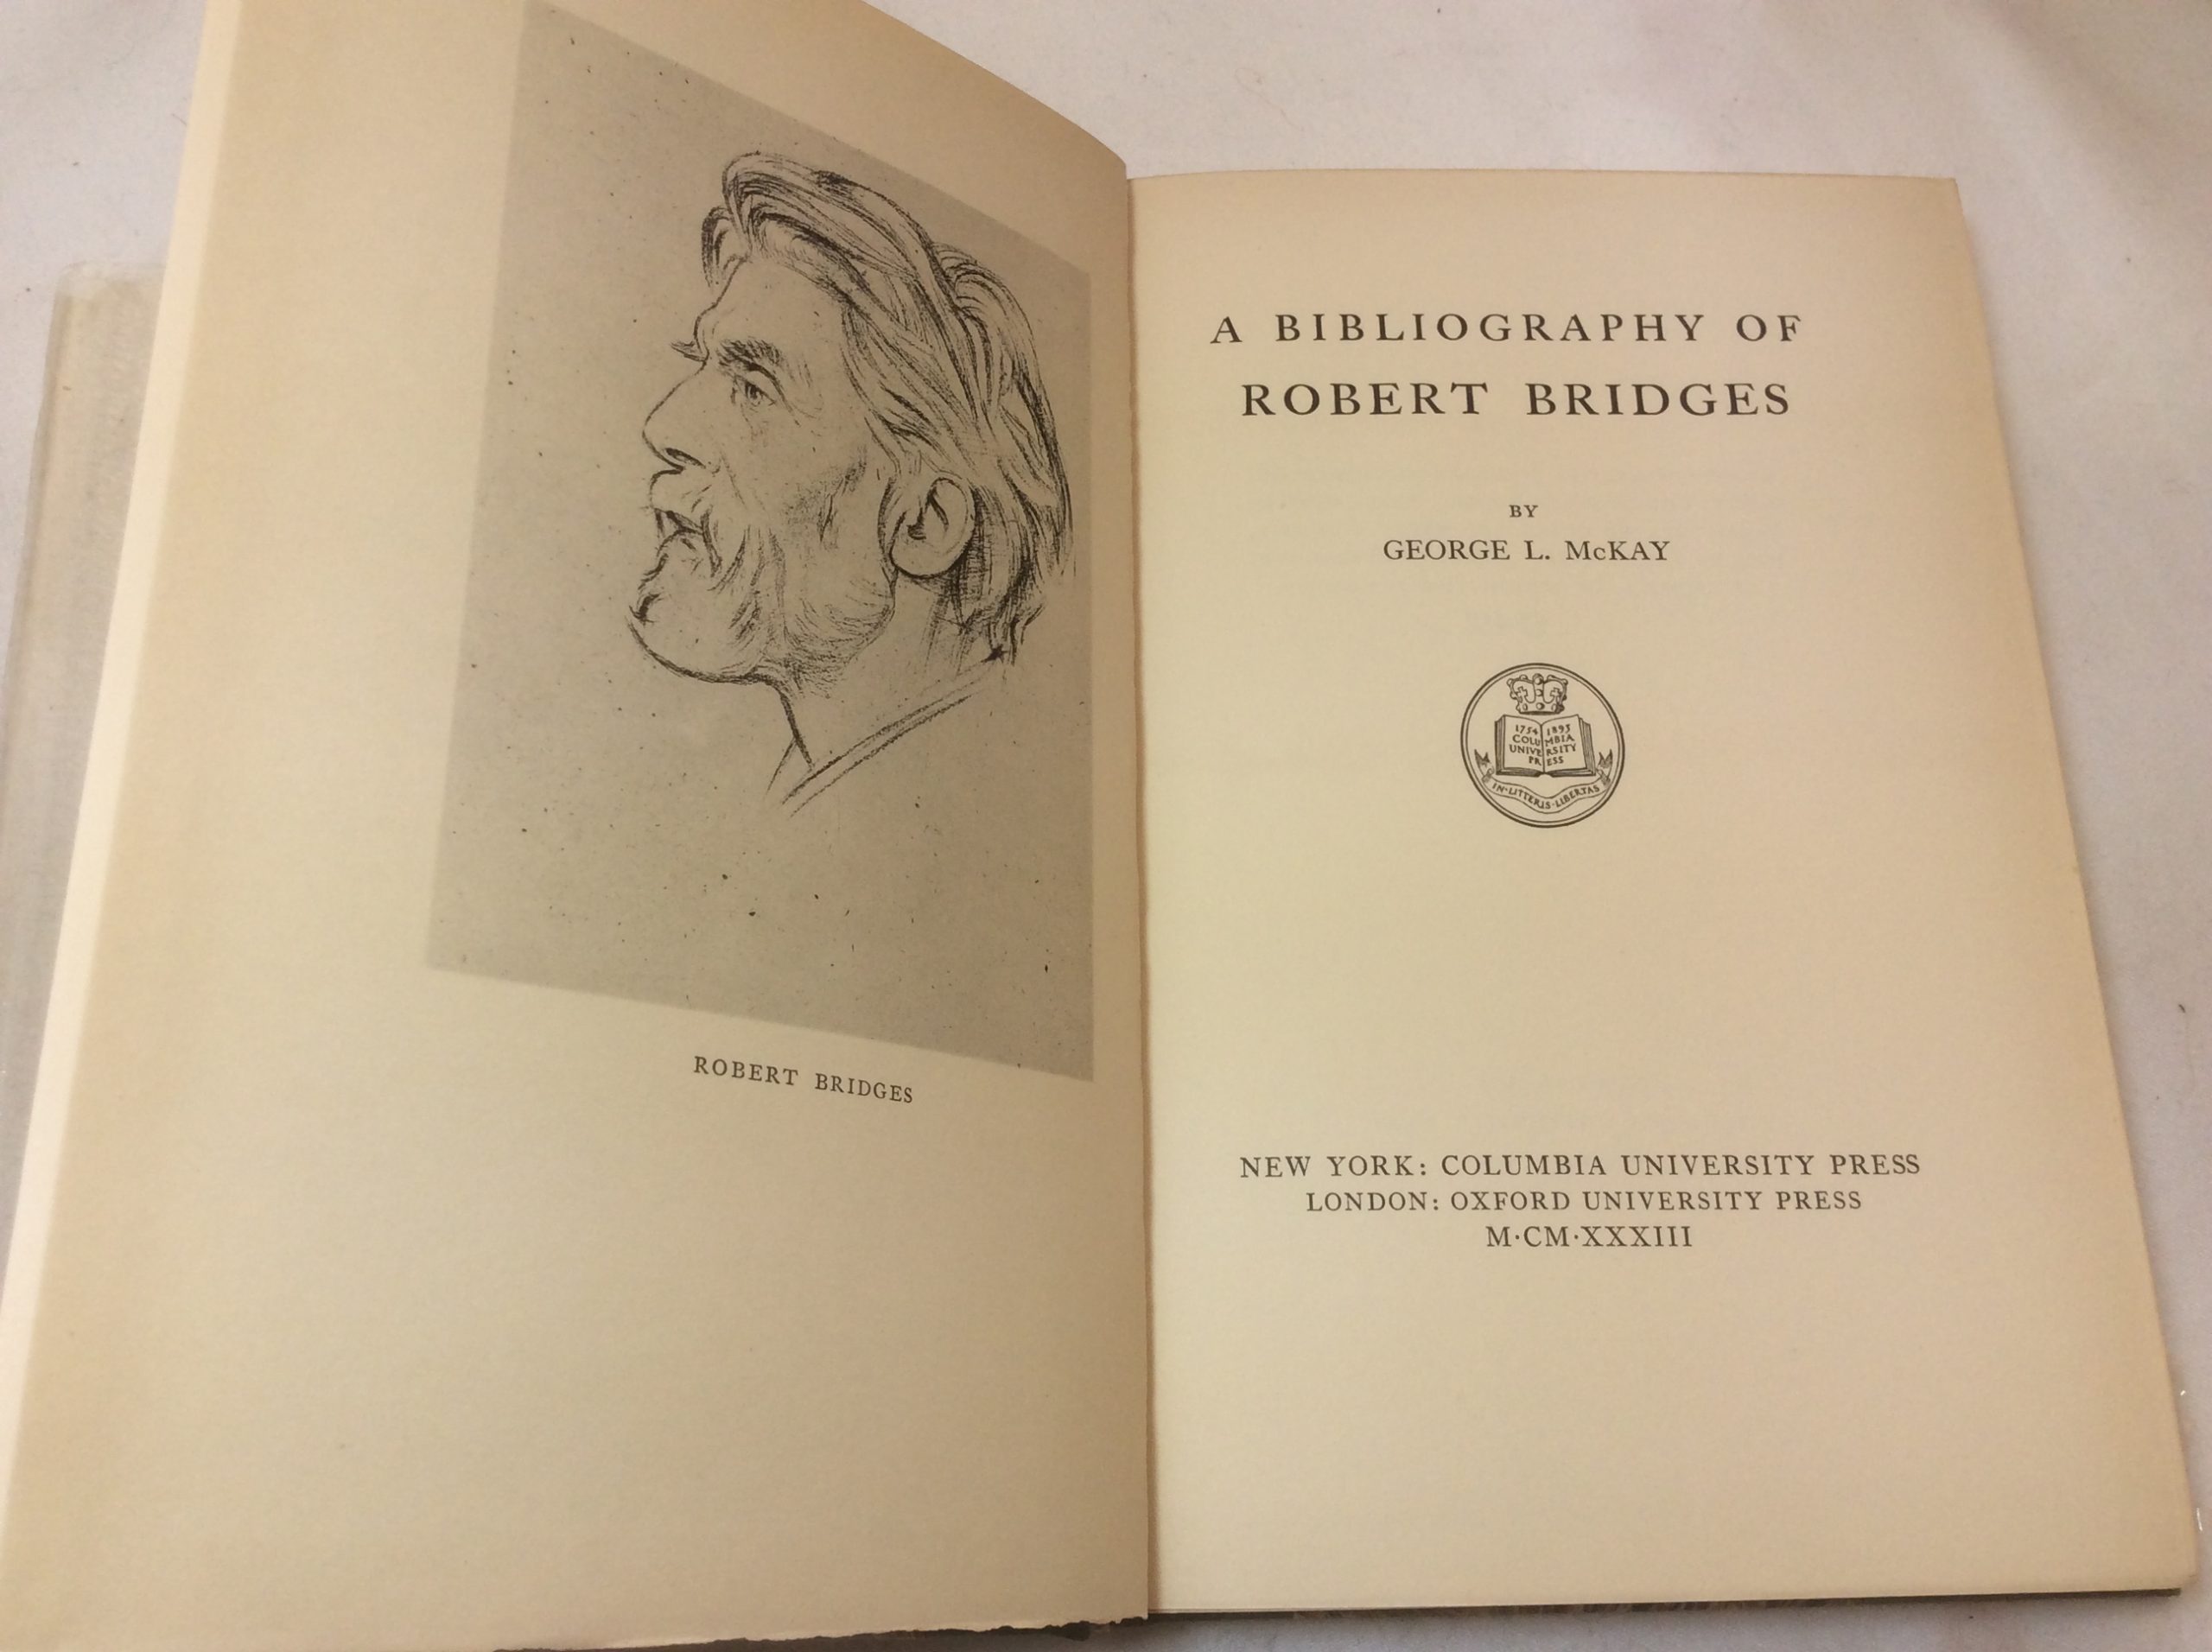 ROBERT BRIDGES
A BIBLIOGRAPHY OF
ROBERT BRIDGES
BY
GEORGE L. McKAY
1754 1893
COLUMBIA
UNIVERSITY
PRESS
IN·LITTERIS·LIBERTAS
NEW YORK: COLUMBIA UNIVERSITY PRESS
LONDON: OXFORD UNIVERSITY PRESS
M·CM·XXXIII